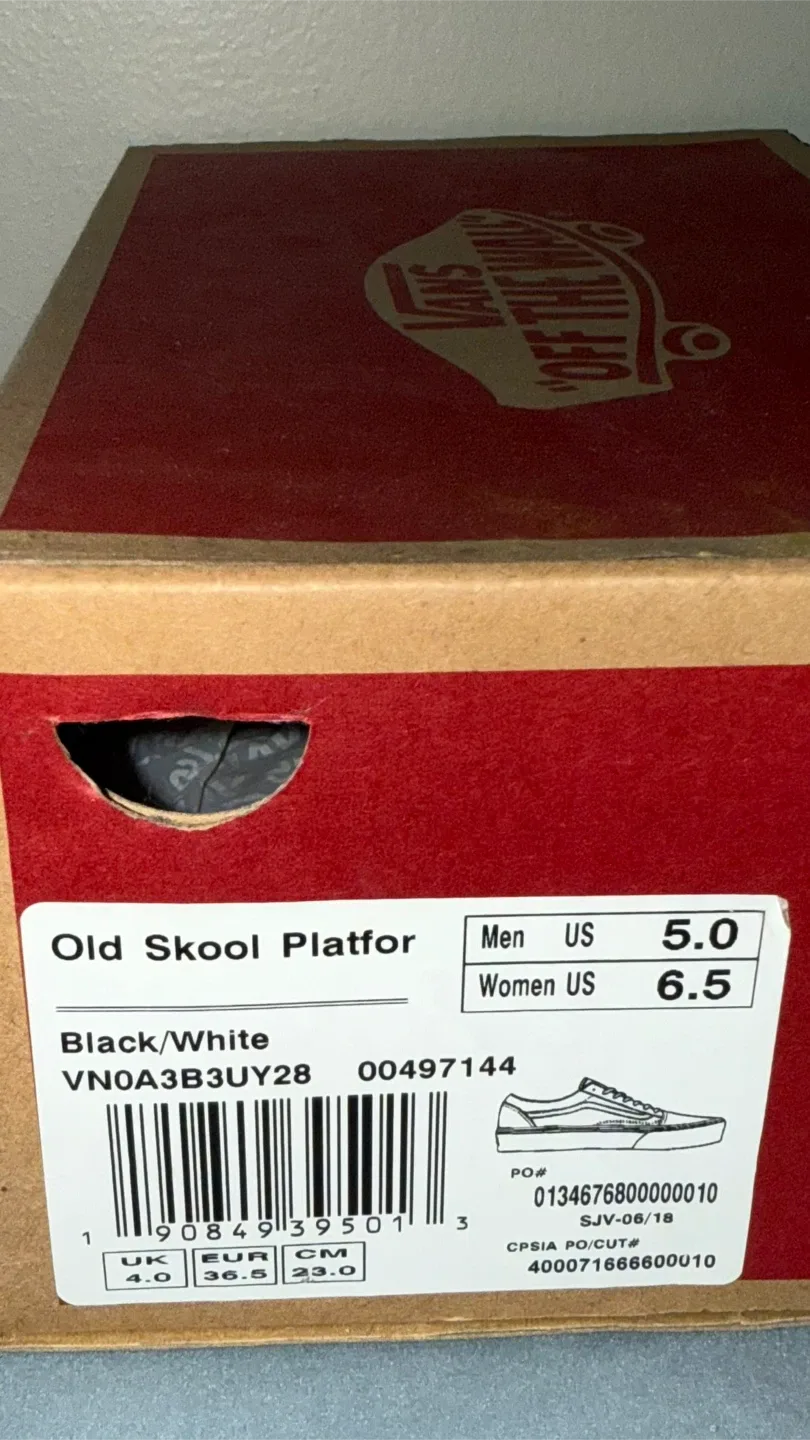 VANS
"OFF THE WALL"
Old Skool Platfor
Men US 5.0
Women US 6.5
Black/White
VN0A3B3UY28 00497144
PO#
0134676800000010
SJV-06/18
CPSIA PO/CUT#
400071666600010
1 90849 39501 3
UK
4.0
EUR
36.5
CM
23.0